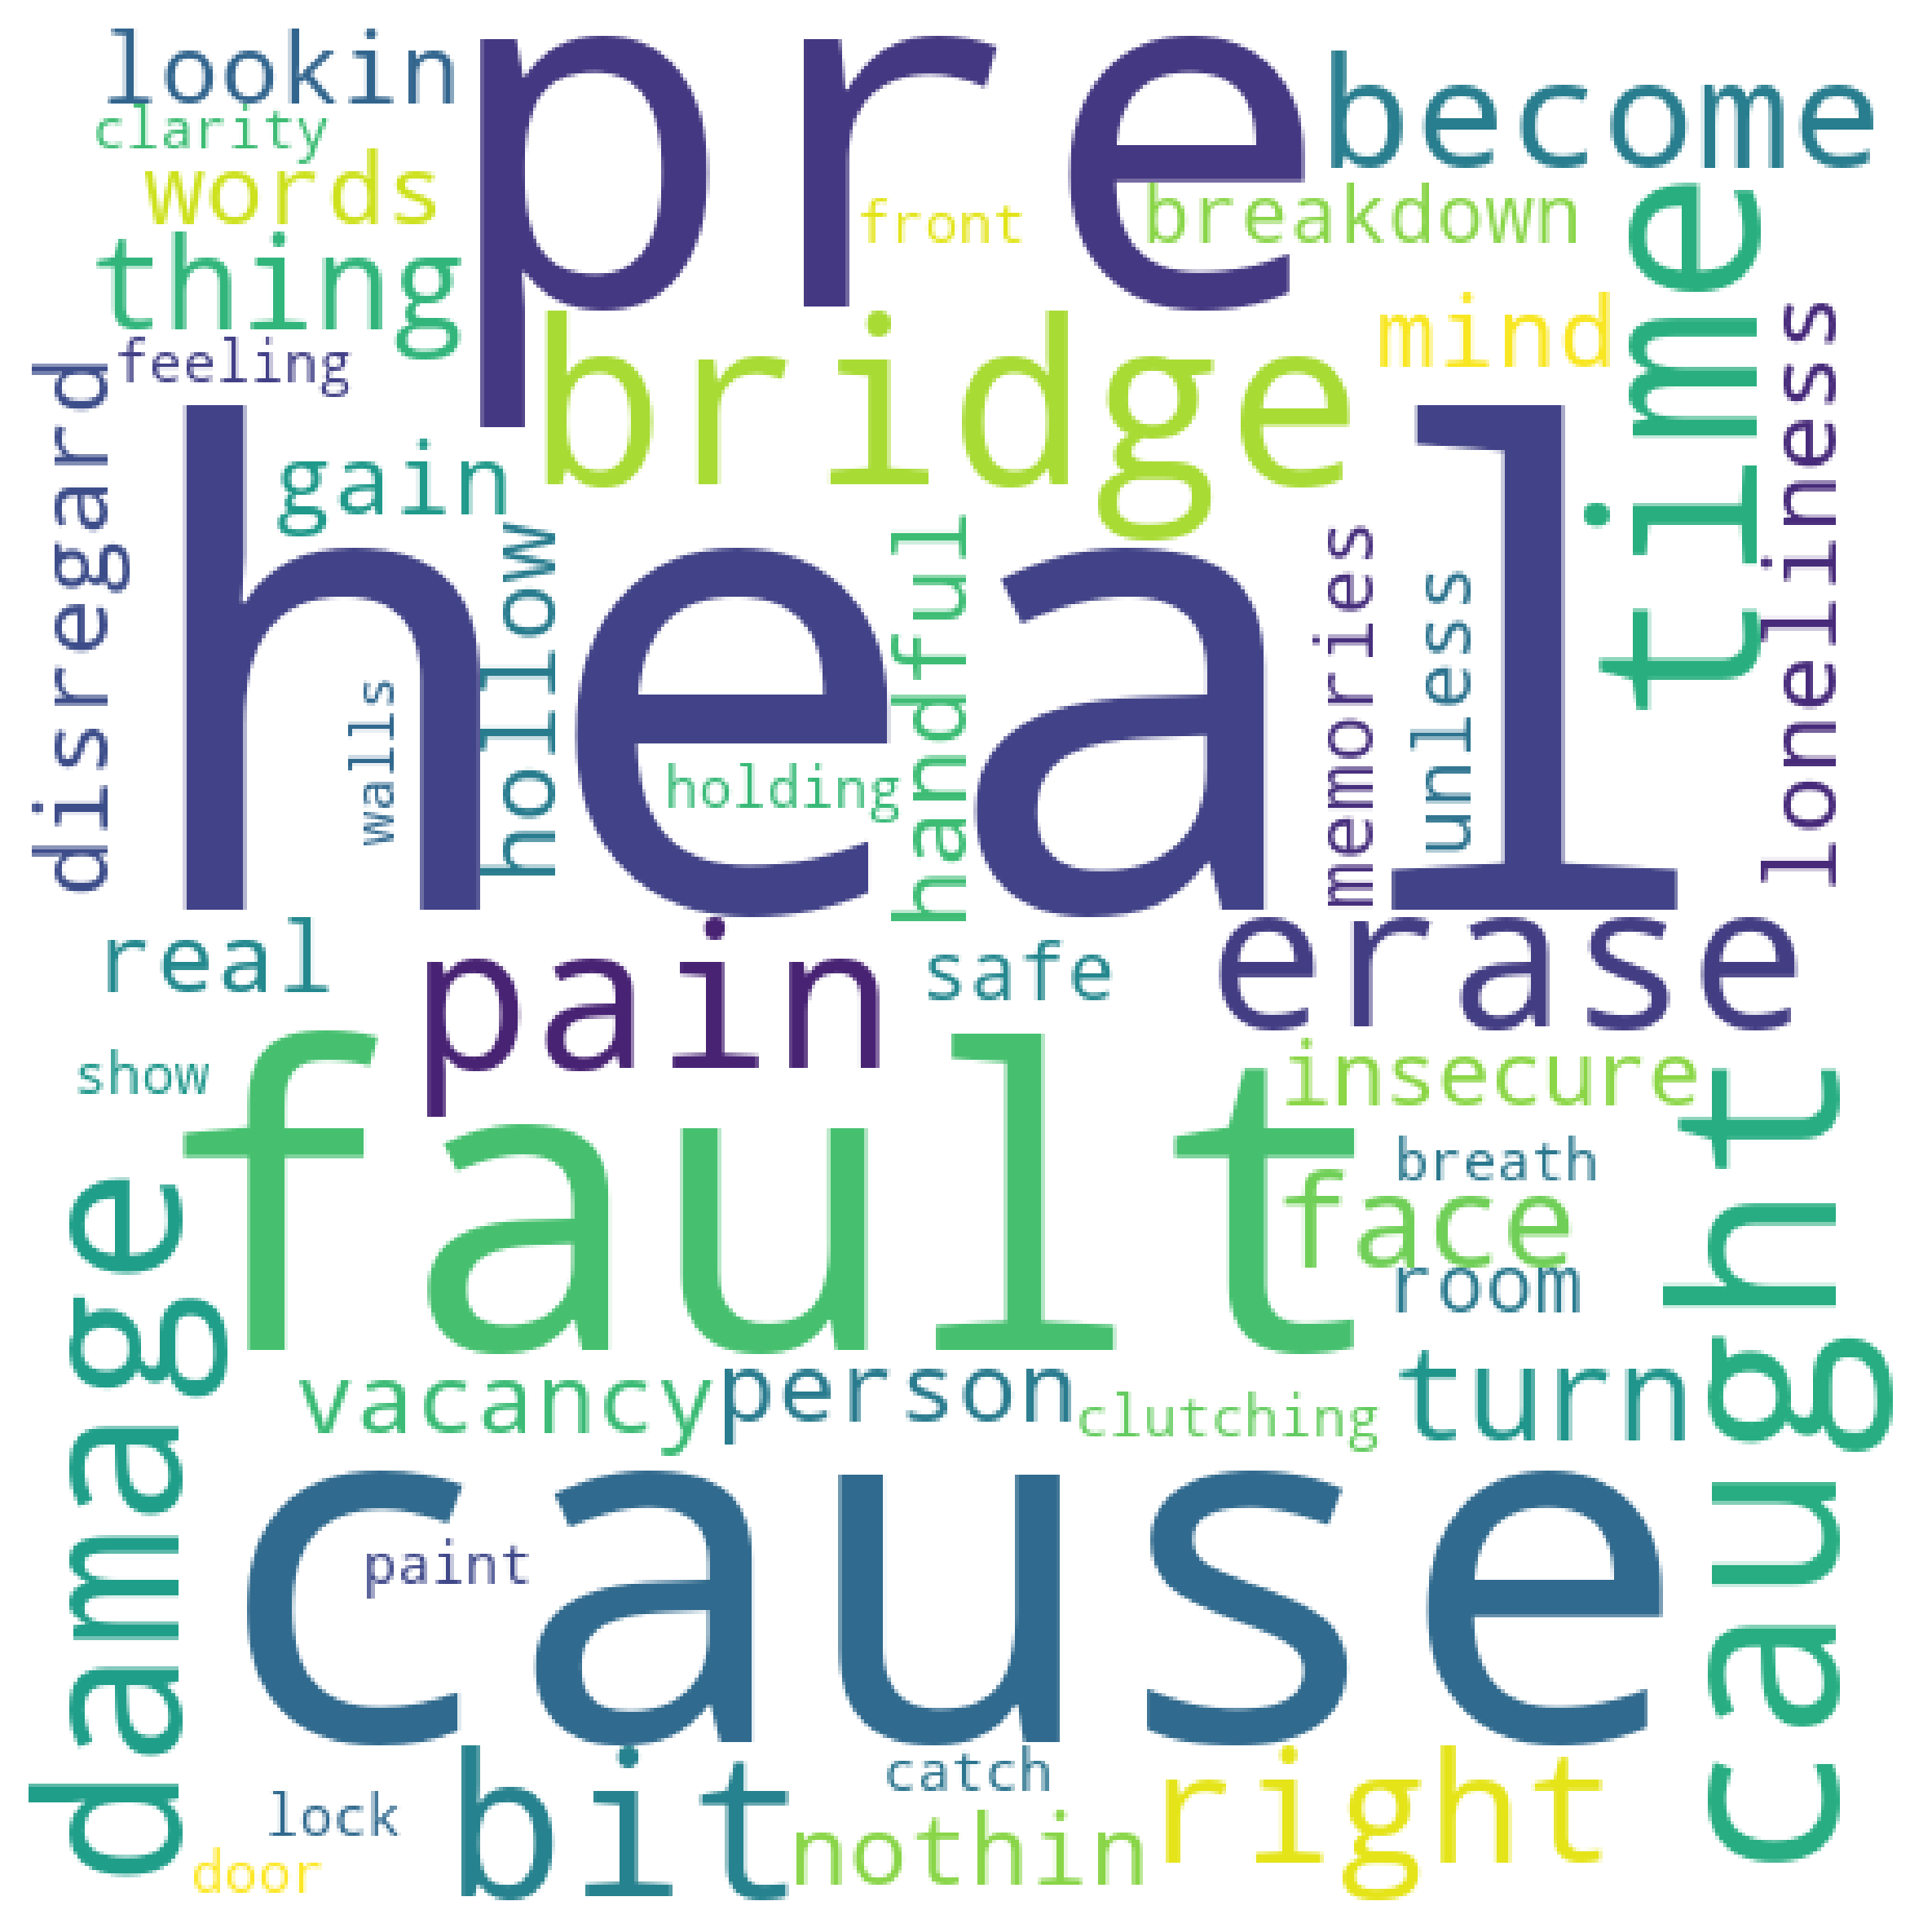 lookin
pre
become
clarity
words
front
breakdown
thing
time
bridge
mind
feeling
loneliness
disregard
heal
gain
hollow
handful
memories
unless
walls
holding
real
pain
safe
erase
show
fault
insecure
caught
breath
face
damage
room
vacancy
person
clutching
turn
cause
paint
bit
catch
right
lock
nothin
door